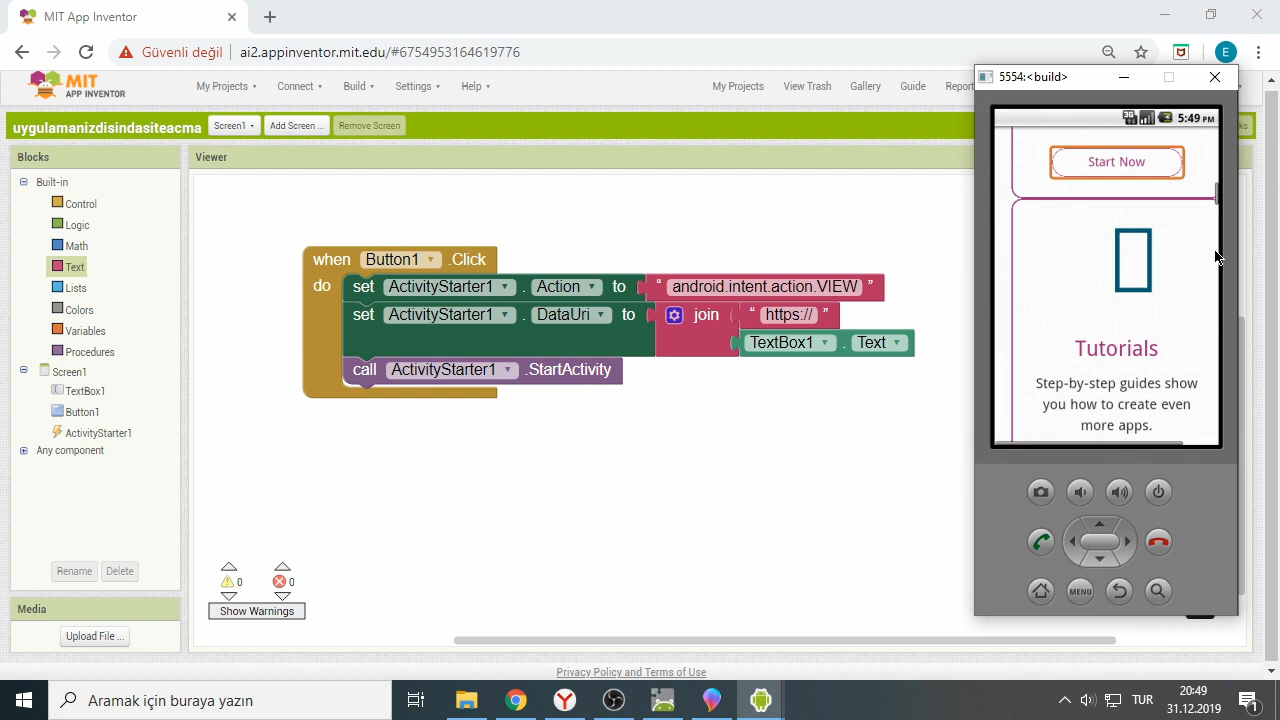 MIT App Inventor
Güvenli değil
ai2.appinventor.mit.edu/#6754953164619776
E
MIT
APP INVENTOR
My Projects
Connect
Build
Settings
Help
My Projects
View Trash
Gallery
Guide
Report
uygulamanizdisindasiteacma
Screen1
Add Screen ...
Remove Screen
ks
Blocks
Viewer
Built-in
Control
Logic
Math
Text
Lists
Colors
Variables
Procedures
Screen1
TextBox1
Button1
ActivityStarter1
Any component
Rename
Delete
Media
Upload File ...
when Button1 .Click
do set ActivityStarter1 . Action to " android.intent.action.VIEW "
set ActivityStarter1 . DataUri to join " https:// "
TextBox1 . Text
call ActivityStarter1 .StartActivity
0 0
Show Warnings
Privacy Policy and Terms of Use
5554:<build>
3G 5:49 PM
Start Now
Tutorials
Step-by-step guides show
you how to create even
more apps.
MENU
Aramak için buraya yazın
TUR
20:49
31.12.2019
1